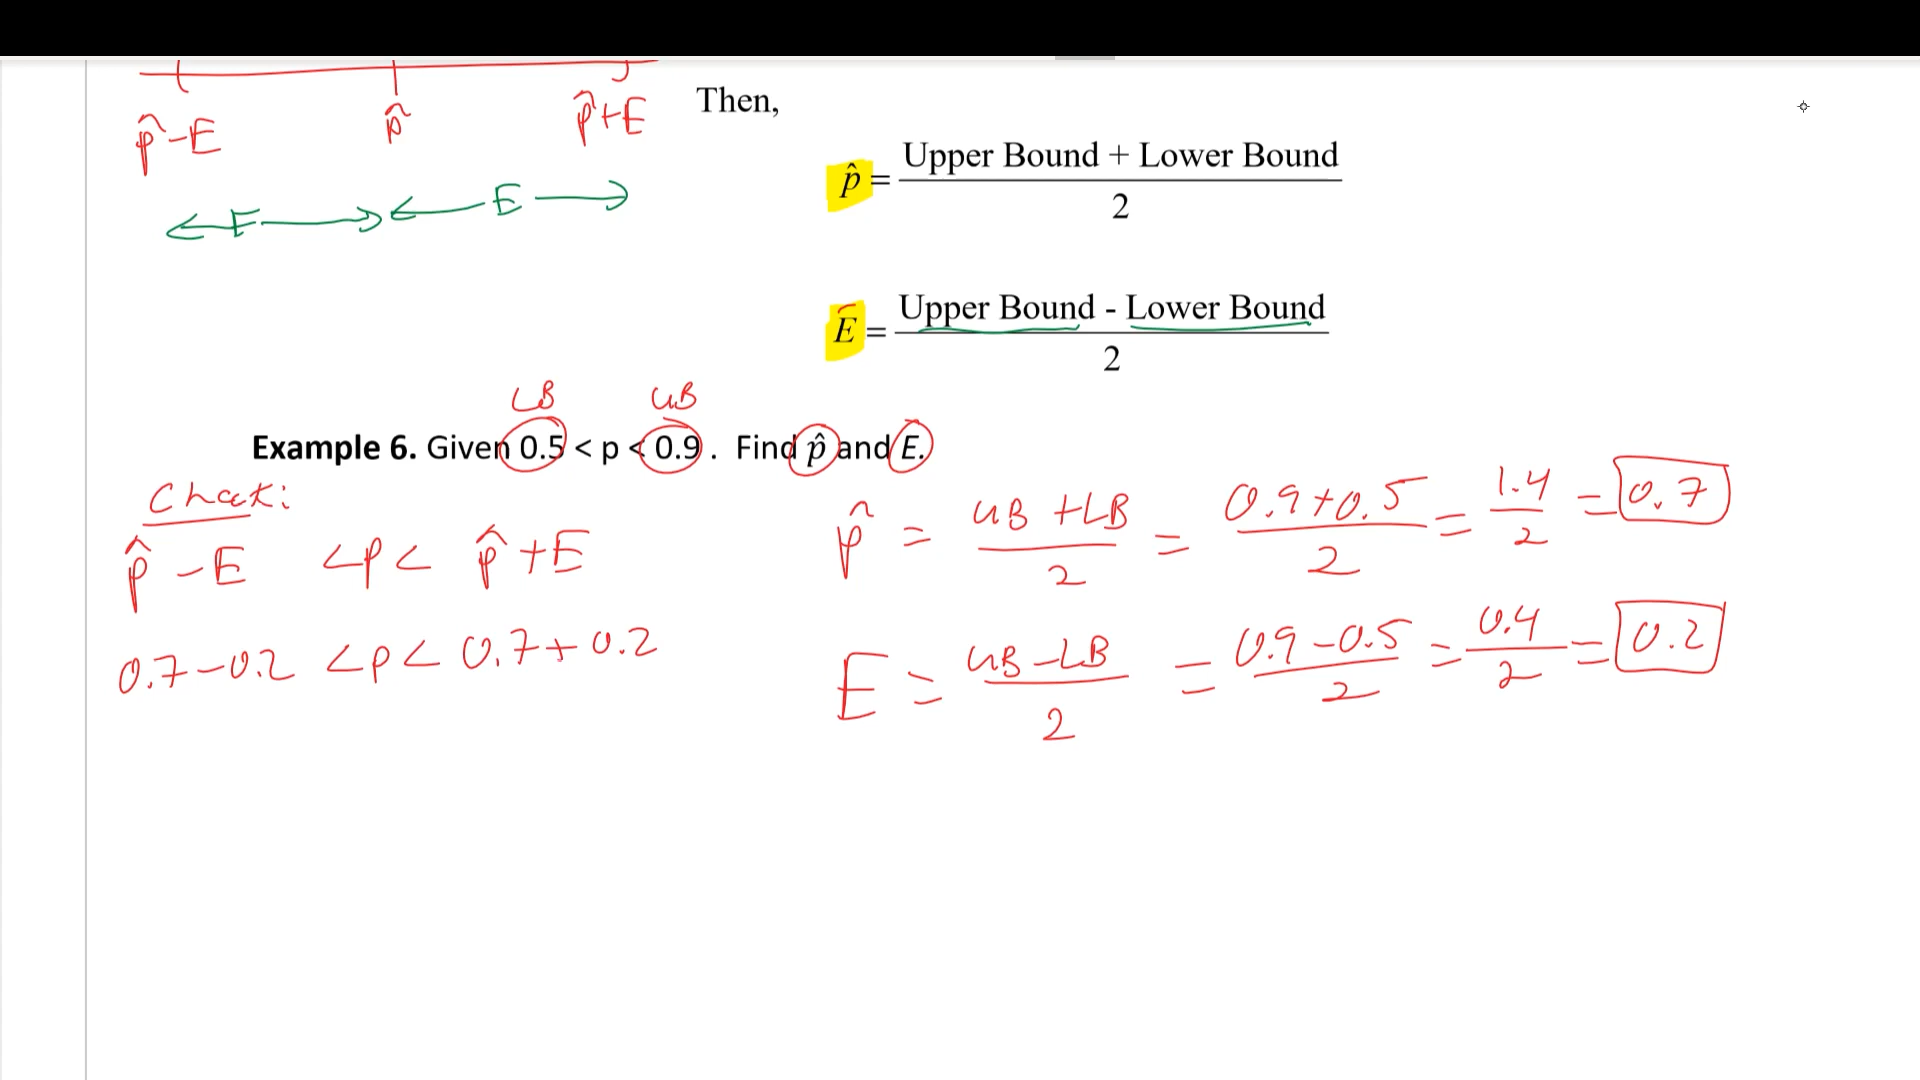 p̂ - E p̂ p̂ + E
Then,
p̂ = (Upper Bound + Lower Bound) / 2
E E
E = (Upper Bound - Lower Bound) / 2
LB UB
Example 6. Given 0.5 < p < 0.9 . Find p̂ and E.
Check:
p̂ - E < p < p̂ + E
0.7 - 0.2 < p < 0.7 + 0.2
p̂ = (UB + LB) / 2 = (0.9 + 0.5) / 2 = 1.4 / 2 = 0.7
E = (UB - LB) / 2 = (0.9 - 0.5) / 2 = 0.4 / 2 = 0.2